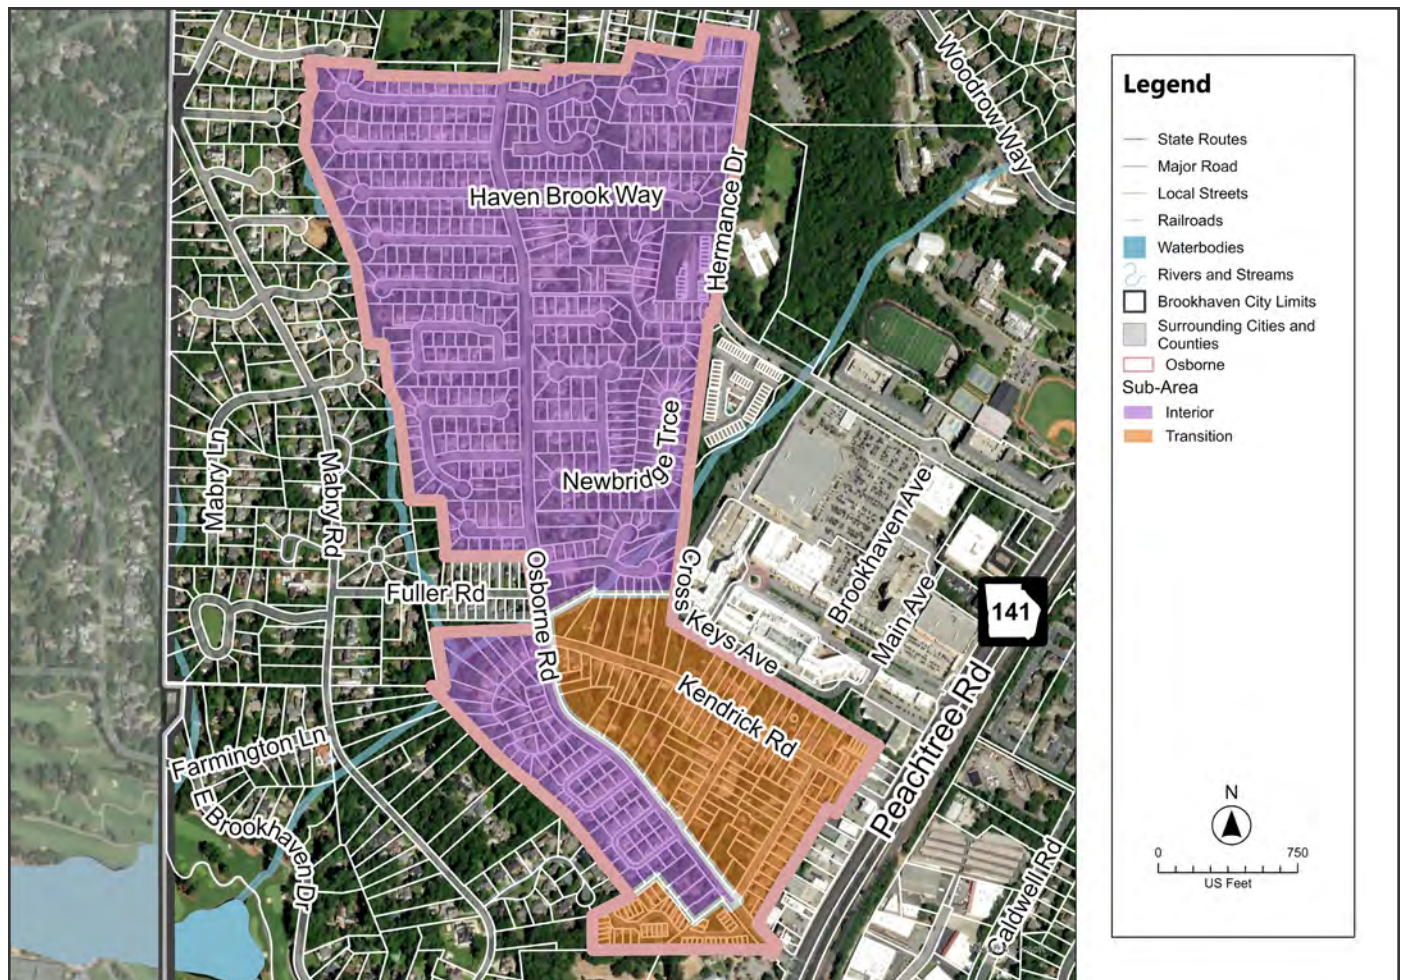 Woodrow Way
Haven Brook Way
Hermance Dr
Newbridge Trce
Mabry Ln
Mabry Rd
Fuller Rd
Osborne Rd
Cross Keys Ave
Brookhaven Ave
Main Ave
141
Kendrick Rd
Peachtree Rd
Farmington Ln
E Brookhaven Dr
Caldwell Rd
Legend
State Routes
Major Road
Local Streets
Railroads
Waterbodies
Rivers and Streams
Brookhaven City Limits
Surrounding Cities and
Counties
Osborne
Sub-Area
Interior
Transition
N
0 750
US Feet